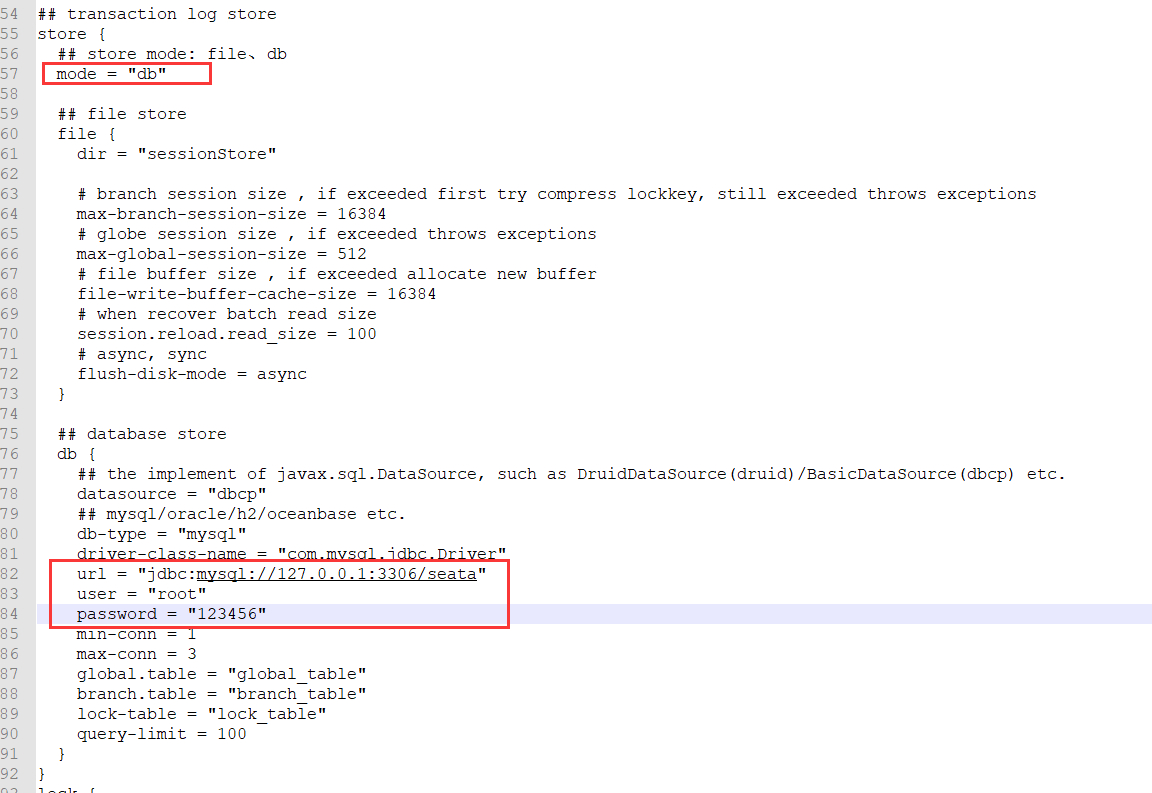 54 ## transaction log store
55 store {
56   ## store mode: file、db
57   mode = "db"
58
59   ## file store
60   file {
61     dir = "sessionStore"
62
63     # branch session size , if exceeded first try compress lockkey, still exceeded throws exceptions
64     max-branch-session-size = 16384
65     # globe session size , if exceeded throws exceptions
66     max-global-session-size = 512
67     # file buffer size , if exceeded allocate new buffer
68     file-write-buffer-cache-size = 16384
69     # when recover batch read size
70     session.reload.read_size = 100
71     # async, sync
72     flush-disk-mode = async
73   }
74
75   ## database store
76   db {
77     ## the implement of javax.sql.DataSource, such as DruidDataSource(druid)/BasicDataSource(dbcp) etc.
78     datasource = "dbcp"
79     ## mysql/oracle/h2/oceanbase etc.
80     db-type = "mysql"
81     driver-class-name = "com.mysql.jdbc.Driver"
82     url = "jdbc:mysql://127.0.0.1:3306/seata"
83     user = "root"
84     password = "123456"
85     min-conn = 1
86     max-conn = 3
87     global.table = "global_table"
88     branch.table = "branch_table"
89     lock-table = "lock_table"
90     query-limit = 100
91   }
92 }
93 lock {